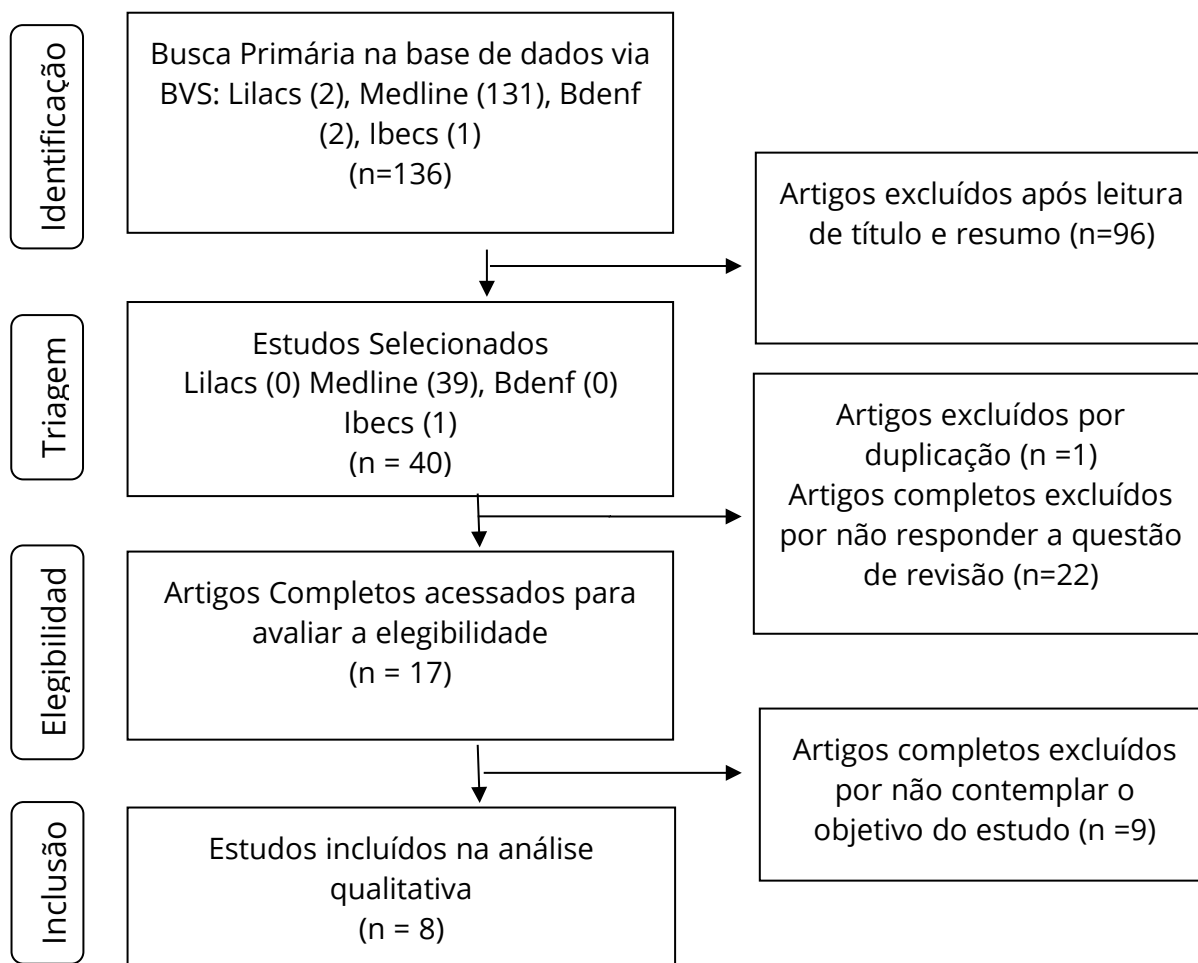 Identificação
Busca Primária na base de dados via
BVS: Lilacs (2), Medline (131), Bdenf
(2), Ibecs (1)
(n=136)
Artigos excluídos após leitura
de título e resumo (n=96)
Triagem
Estudos Selecionados
Lilacs (0) Medline (39), Bdenf (0)
Ibecs (1)
(n = 40)
Artigos excluídos por
duplicação (n =1)
Artigos completos excluídos
por não responder a questão
de revisão (n=22)
Elegibilidad
Artigos Completos acessados para
avaliar a elegibilidade
(n = 17)
Artigos completos excluídos
por não contemplar o
objetivo do estudo (n =9)
Inclusão
Estudos incluídos na análise
qualitativa
(n = 8)